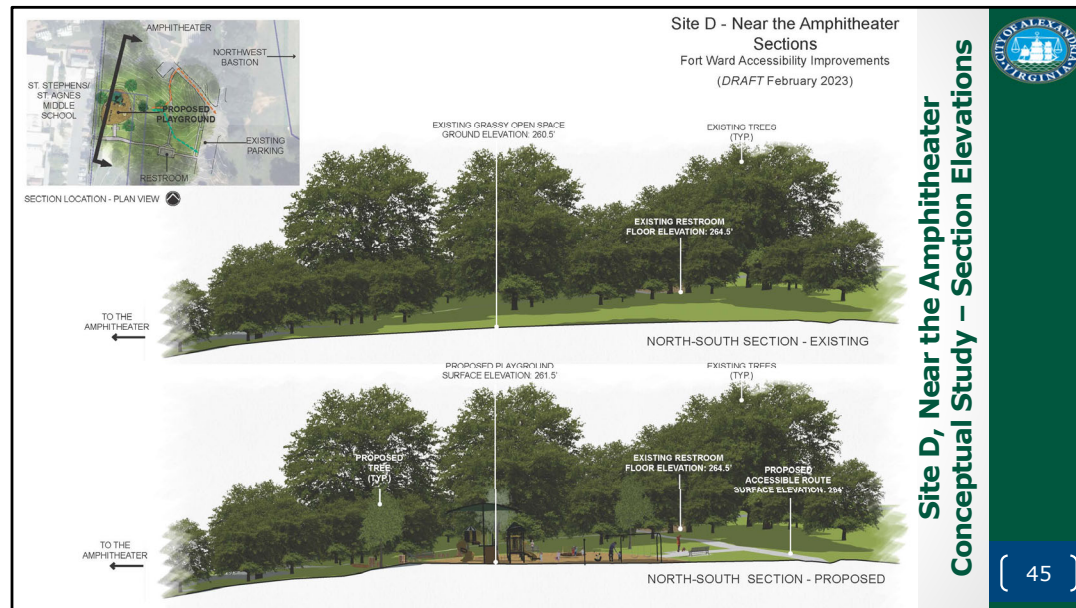 Site D - Near the Amphitheater
Sections
Fort Ward Accessibility Improvements
(DRAFT February 2023)
AMPHITHEATER
NORTHWEST
BASTION
ST. STEPHENS/
ST. AGNES
MIDDLE
SCHOOL
PROPOSED
PLAYGROUND
EXISTING
PARKING
RESTROOM
SECTION LOCATION - PLAN VIEW
EXISTING GRASSY OPEN SPACE
GROUND ELEVATION: 260.5'
EXISTING TREES
(TYP.)
EXISTING RESTROOM
FLOOR ELEVATION: 264.5'
TO THE
AMPHITHEATER
NORTH-SOUTH SECTION - EXISTING
PROPOSED PLAYGROUND
SURFACE ELEVATION: 261.5'
EXISTING TREES
(TYP.)
PROPOSED
TREE
(TYP.)
EXISTING RESTROOM
FLOOR ELEVATION: 264.5'
PROPOSED
ACCESSIBLE ROUTE
SURFACE ELEVATION: 264'
TO THE
AMPHITHEATER
NORTH-SOUTH SECTION - PROPOSED
Site D, Near the Amphitheater
Conceptual Study – Section Elevations
CITY OF ALEXANDRIA
VIRGINIA
[ 45 ]